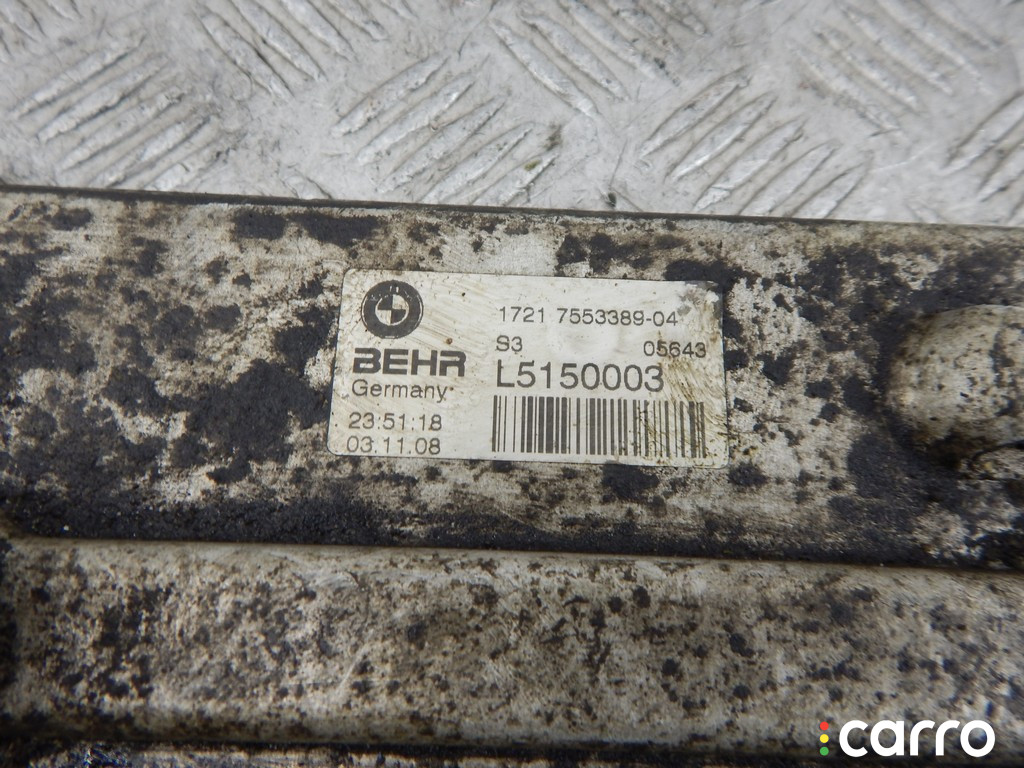 1721 7553389-04
S3 05643
BEHR
L5150003
Germany
23:51:18
03.11.08
carro